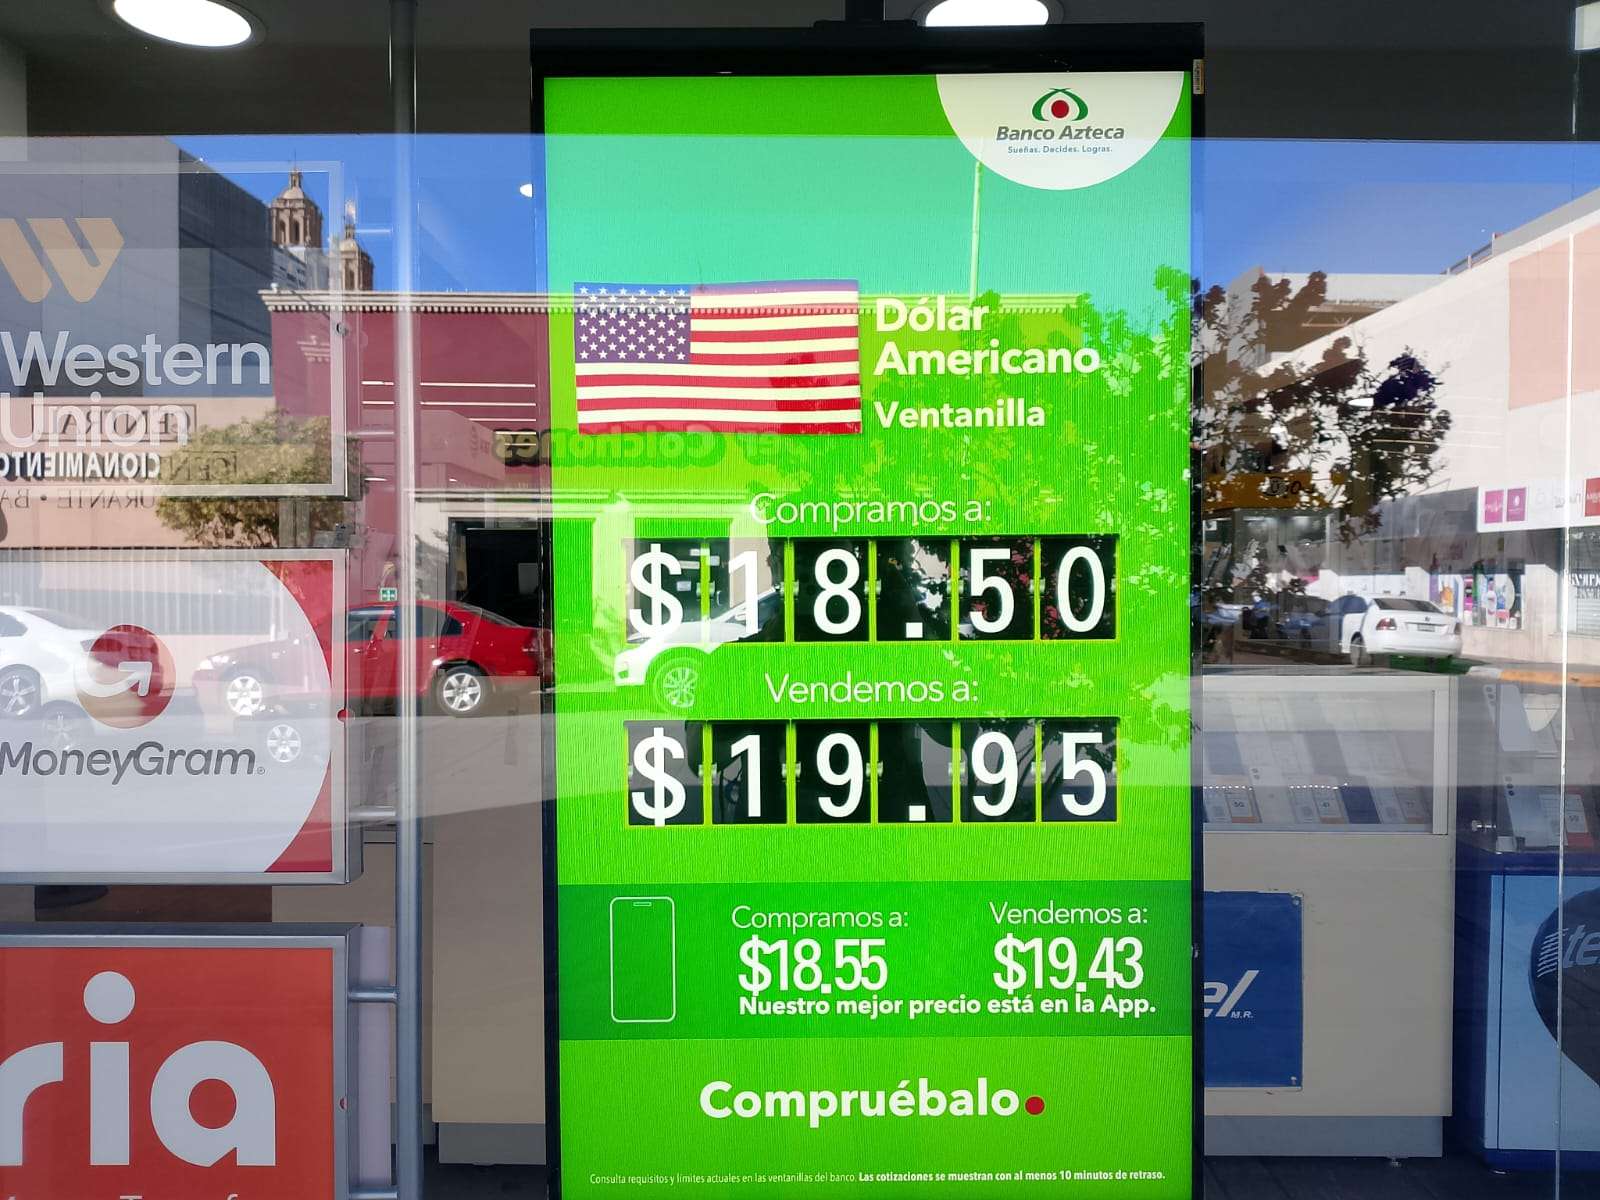 Banco Azteca
Sueñas. Decides. Logras.
Dólar
Americano
Ventanilla
Compramos a:
$18.50
Vendemos a:
$19.95
Compramos a:
$18.55
Vendemos a:
$19.43
Nuestro mejor precio está en la App.
Compruébalo
Consulta requisitos y límites actuales en las ventanillas del banco. Las cotizaciones se muestran con al menos 10 minutos de retraso.
Western
Union
MoneyGram
ria
M.R.
Colchones